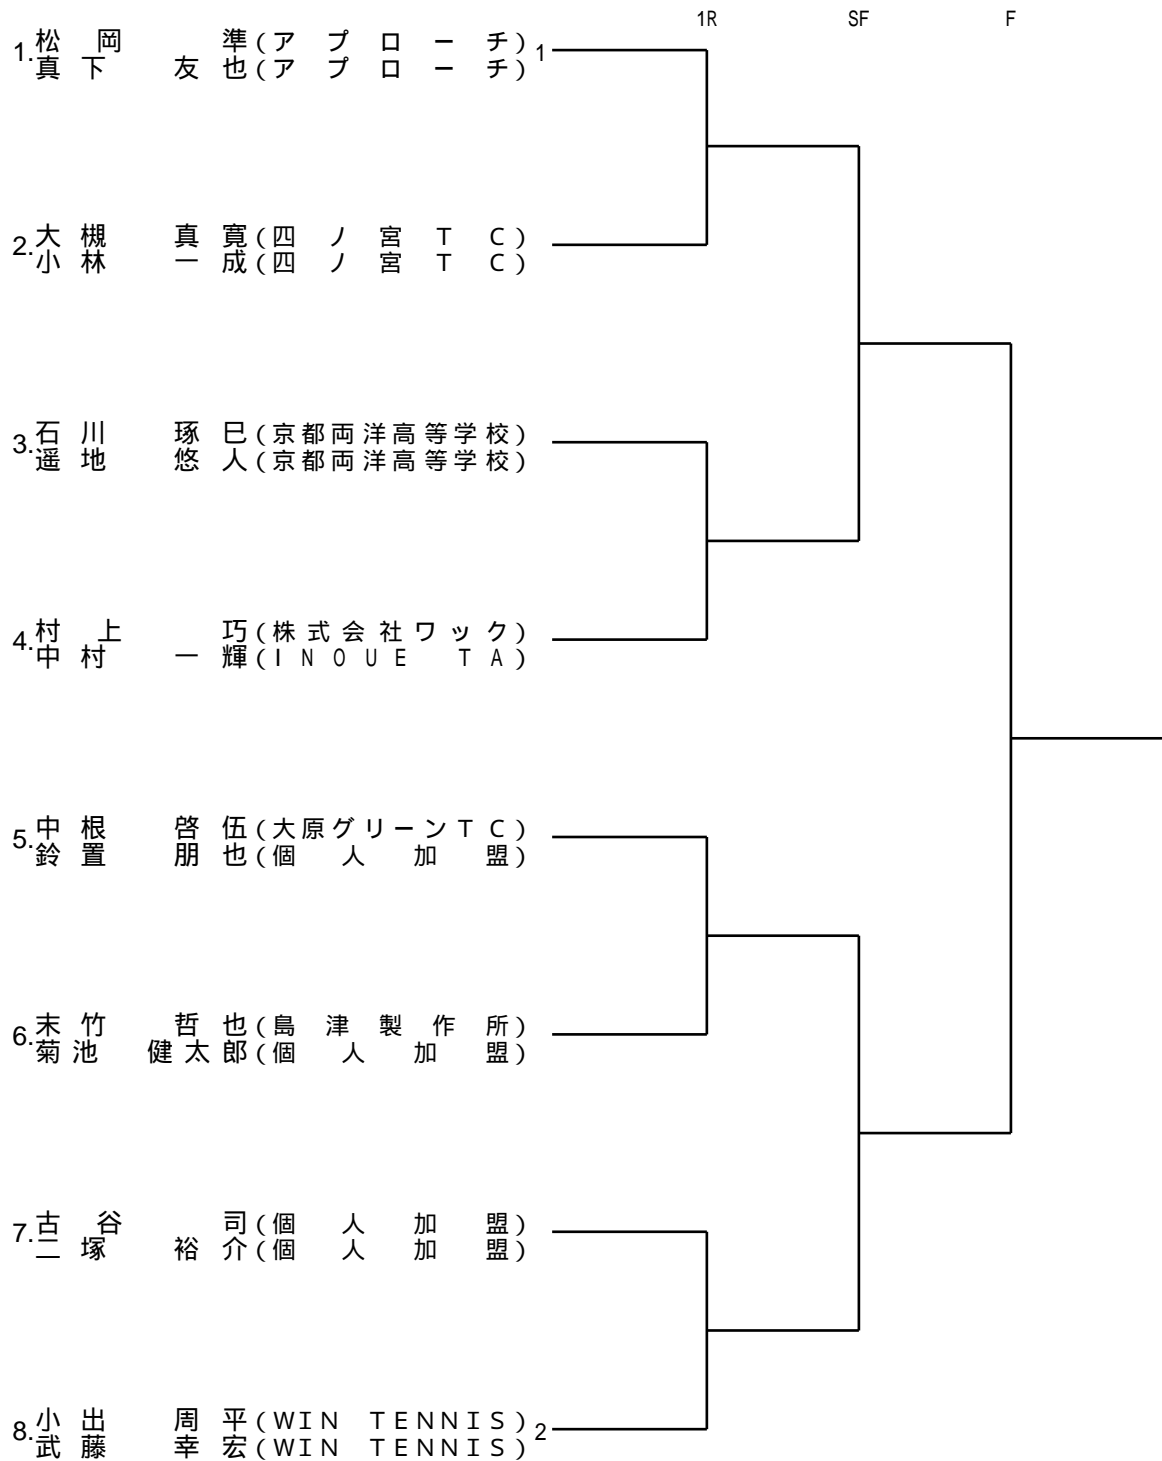 1R SF F
1. 松岡 準(アプローチ) 1
真下 友也(アプローチ)
2. 大槻 真寛(四ノ宮TC)
小林 一成(四ノ宮TC)
3. 石川 琢巳(京都両洋高等学校)
遥地 悠人(京都両洋高等学校)
4. 村上 巧(株式会社ワック)
中村 一輝(INOUE TA)
5. 中根 啓伍(大原グリーンTC)
鈴置 朋也(個人加盟)
6. 末竹 哲也(島津製作所)
菊池 健太郎(個人加盟)
7. 古谷 司(個人加盟)
二塚 裕介(個人加盟)
8. 小出 周平(WIN TENNIS) 2
武藤 幸宏(WIN TENNIS)